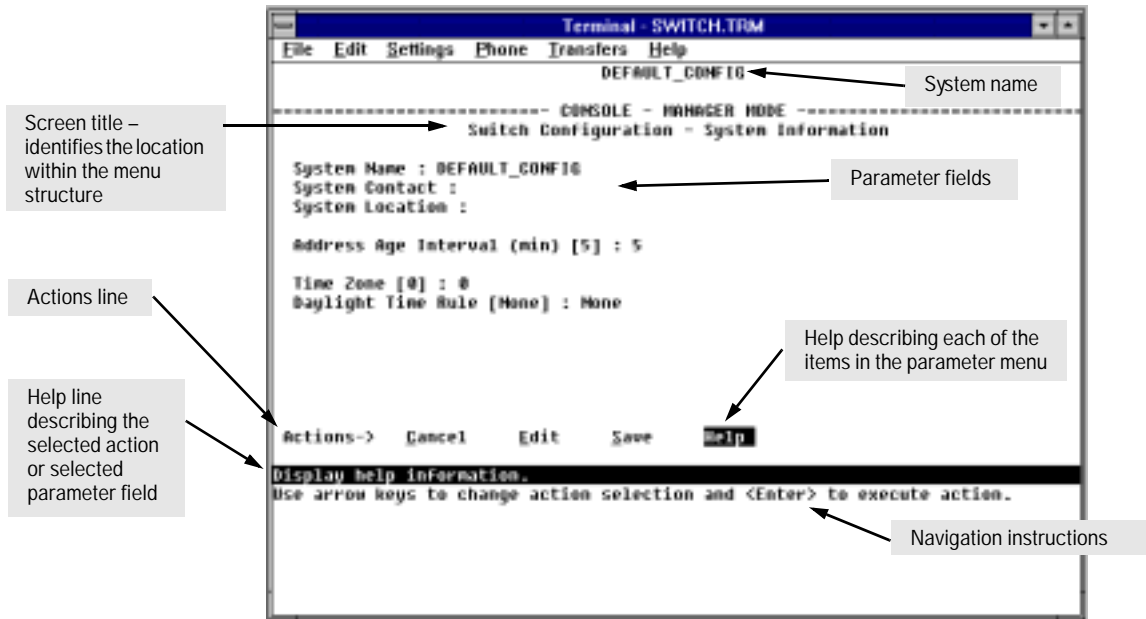 Terminal - SWITCH.TRM
File Edit Settings Phone Transfers Help
DEFAULT_CONFIG
System name
- CONSOLE - MANAGER MODE -
Screen title –
identifies the location
within the menu
structure
Switch Configuration - System Information
System Name : DEFAULT_CONFIG
System Contact :
System Location :
Parameter fields
Address Age Interval (min) [5] : 5
Time Zone [0] : 0
Daylight Time Rule [None] : None
Actions line
Help describing each of the
items in the parameter menu
Help line
describing the
selected action
or selected
parameter field
Actions-> Cancel Edit Save Help
Display help information.
Use arrow keys to change action selection and <Enter> to execute action.
Navigation instructions